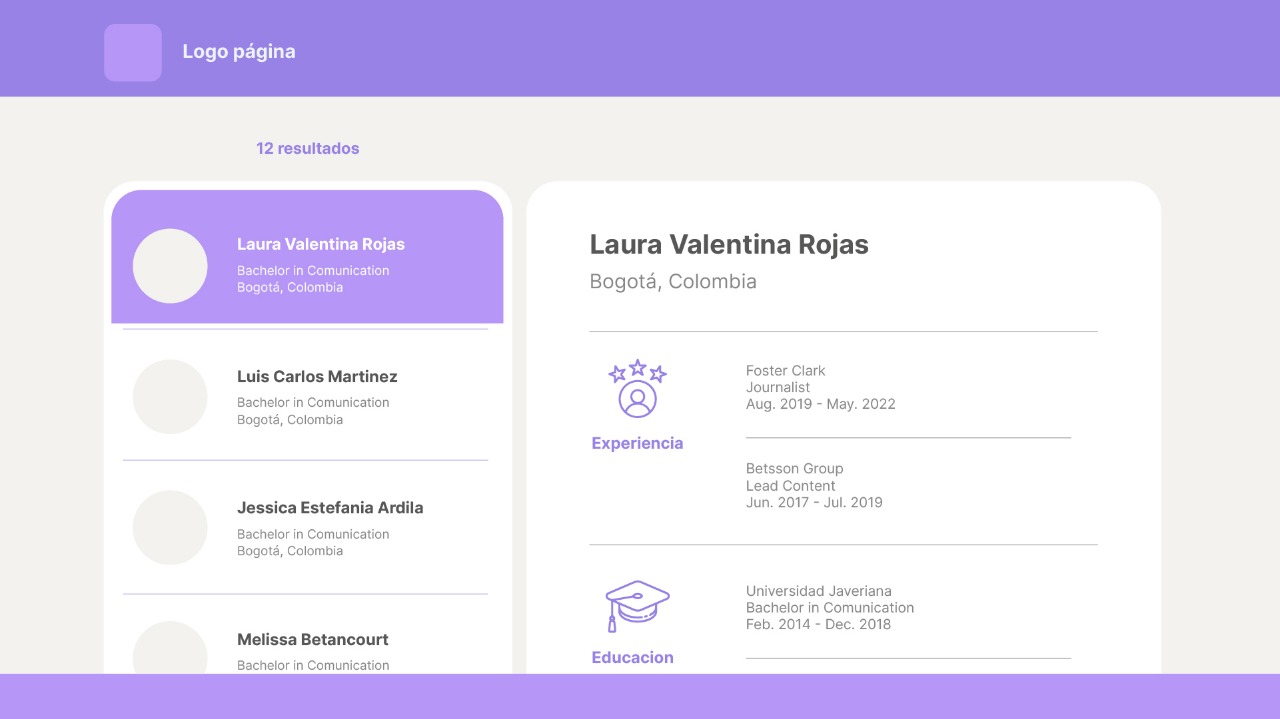 Logo página
12 resultados
Laura Valentina Rojas
Bachelor in Comunication
Bogotá, Colombia
Luis Carlos Martinez
Bachelor in Comunication
Bogotá, Colombia
Jessica Estefania Ardila
Bachelor in Comunication
Bogotá, Colombia
Melissa Betancourt
Bachelor in Comunication
Laura Valentina Rojas
Bogotá, Colombia
Experiencia
Foster Clark
Journalist
Aug. 2019 - May. 2022
Betsson Group
Lead Content
Jun. 2017 - Jul. 2019
Educacion
Universidad Javeriana
Bachelor in Comunication
Feb. 2014 - Dec. 2018